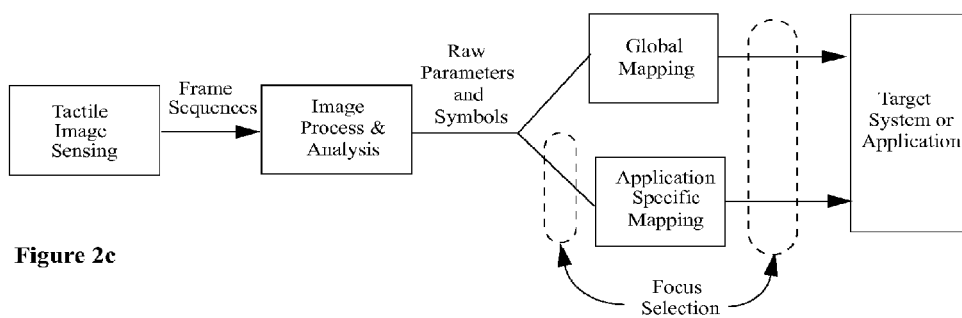 Tactile
Image
Sensing
Frame
Sequences
Image
Process &
Analysis
Raw
Parameters
and
Symbols
Global
Mapping
Application
Specific
Mapping
Target
System or
Application
Focus
Selection
Figure 2c